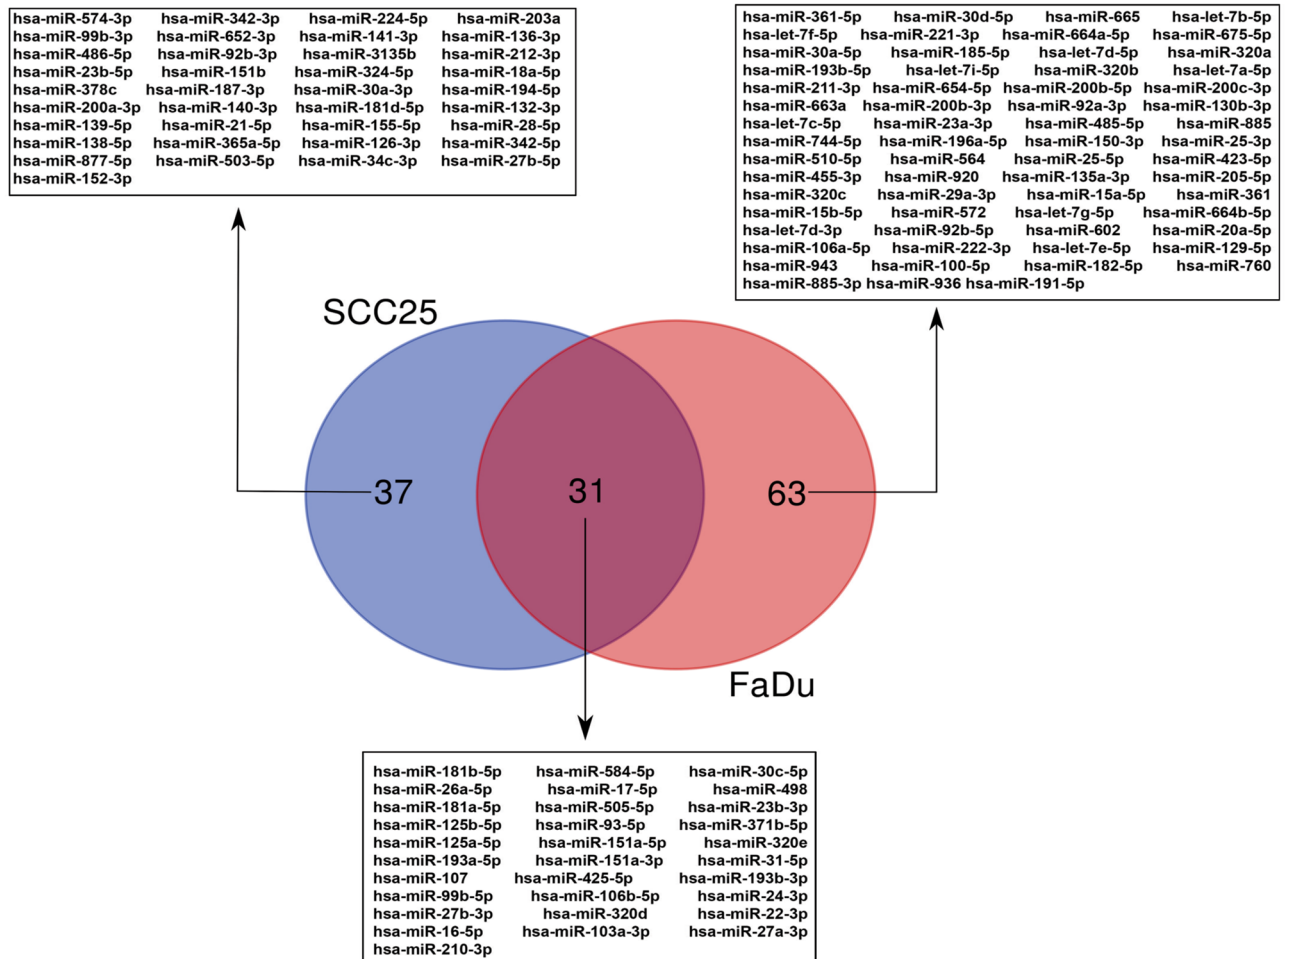 hsa-miR-574-3p hsa-miR-342-3p hsa-miR-224-5p hsa-miR-203a
hsa-miR-99b-3p hsa-miR-652-3p hsa-miR-141-3p hsa-miR-136-3p
hsa-miR-486-5p hsa-miR-92b-3p hsa-miR-3135b hsa-miR-212-3p
hsa-miR-23b-5p hsa-miR-151b hsa-miR-324-5p hsa-miR-18a-5p
hsa-miR-378c hsa-miR-187-3p hsa-miR-30a-3p hsa-miR-194-5p
hsa-miR-200a-3p hsa-miR-140-3p hsa-miR-181d-5p hsa-miR-132-3p
hsa-miR-139-5p hsa-miR-21-5p hsa-miR-155-5p hsa-miR-28-5p
hsa-miR-138-5p hsa-miR-365a-5p hsa-miR-126-3p hsa-miR-342-5p
hsa-miR-877-5p hsa-miR-503-5p hsa-miR-34c-3p hsa-miR-27b-5p
hsa-miR-152-3p
hsa-miR-361-5p hsa-miR-30d-5p hsa-miR-665 hsa-let-7b-5p
hsa-let-7f-5p hsa-miR-221-3p hsa-miR-664a-5p hsa-miR-675-5p
hsa-miR-30a-5p hsa-miR-185-5p hsa-let-7d-5p hsa-miR-320a
hsa-miR-193b-5p hsa-let-7i-5p hsa-miR-320b hsa-let-7a-5p
hsa-miR-211-3p hsa-miR-654-5p hsa-miR-200b-5p hsa-miR-200c-3p
hsa-miR-663a hsa-miR-200b-3p hsa-miR-92a-3p hsa-miR-130b-3p
hsa-let-7c-5p hsa-miR-23a-3p hsa-miR-485-5p hsa-miR-885
hsa-miR-744-5p hsa-miR-196a-5p hsa-miR-150-3p hsa-miR-25-3p
hsa-miR-510-5p hsa-miR-564 hsa-miR-25-5p hsa-miR-423-5p
hsa-miR-455-3p hsa-miR-920 hsa-miR-135a-3p hsa-miR-205-5p
hsa-miR-320c hsa-miR-29a-3p hsa-miR-15a-5p hsa-miR-361
hsa-miR-15b-5p hsa-miR-572 hsa-let-7g-5p hsa-miR-664b-5p
hsa-let-7d-3p hsa-miR-92b-5p hsa-miR-602 hsa-miR-20a-5p
hsa-miR-106a-5p hsa-miR-222-3p hsa-let-7e-5p hsa-miR-129-5p
hsa-miR-943 hsa-miR-100-5p hsa-miR-182-5p hsa-miR-760
hsa-miR-885-3p hsa-miR-936 hsa-miR-191-5p
SCC25
37
31
63
FaDu
hsa-miR-181b-5p hsa-miR-584-5p hsa-miR-30c-5p
hsa-miR-26a-5p hsa-miR-17-5p hsa-miR-498
hsa-miR-181a-5p hsa-miR-505-5p hsa-miR-23b-3p
hsa-miR-125b-5p hsa-miR-93-5p hsa-miR-371b-5p
hsa-miR-125a-5p hsa-miR-151a-5p hsa-miR-320e
hsa-miR-193a-5p hsa-miR-151a-3p hsa-miR-31-5p
hsa-miR-107 hsa-miR-425-5p hsa-miR-193b-3p
hsa-miR-99b-5p hsa-miR-106b-5p hsa-miR-24-3p
hsa-miR-27b-3p hsa-miR-320d hsa-miR-22-3p
hsa-miR-16-5p hsa-miR-103a-3p hsa-miR-27a-3p
hsa-miR-210-3p